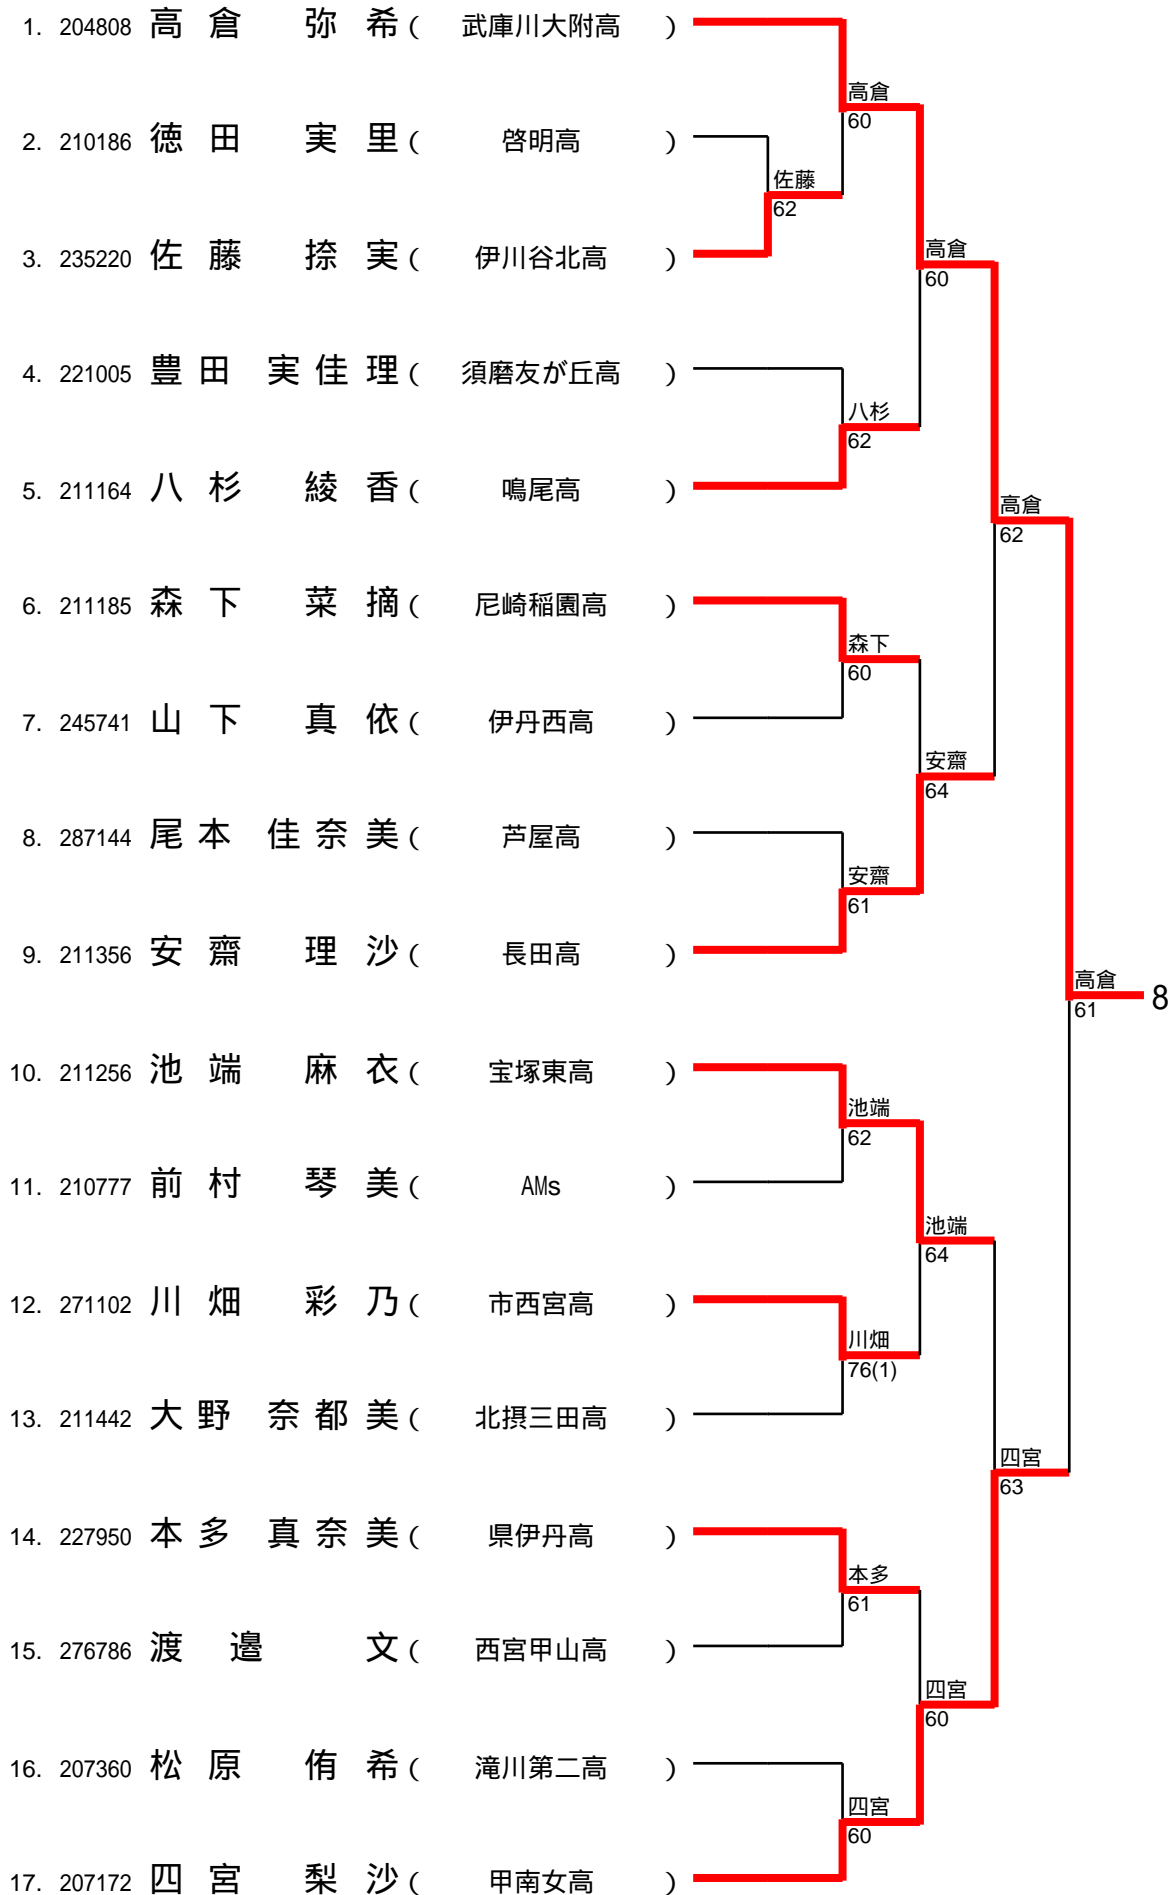 1. 204808 高倉 弥希 ( 武庫川大附高 )
高倉
60
2. 210186 徳田 実里 ( 啓明高 )
佐藤
62
3. 235220 佐藤 捺実 ( 伊川谷北高 )
高倉
60
4. 221005 豊田 実佳理 ( 須磨友が丘高 )
八杉
62
5. 211164 八杉 綾香 ( 鳴尾高 )
高倉
62
6. 211185 森下 菜摘 ( 尼崎稲園高 )
森下
60
7. 245741 山下 真依 ( 伊丹西高 )
安齋
64
8. 287144 尾本 佳奈美 ( 芦屋高 )
安齋
61
9. 211356 安齋 理沙 ( 長田高 )
高倉
61
8
10. 211256 池端 麻衣 ( 宝塚東高 )
池端
62
11. 210777 前村 琴美 ( AMs )
池端
64
12. 271102 川畑 彩乃 ( 市西宮高 )
川畑
76(1)
13. 211442 大野 奈都美 ( 北摂三田高 )
四宮
63
14. 227950 本多 真奈美 ( 県伊丹高 )
本多
61
15. 276786 渡邉 文 ( 西宮甲山高 )
四宮
60
16. 207360 松原 侑希 ( 滝川第二高 )
四宮
60
17. 207172 四宮 梨沙 ( 甲南女高 )